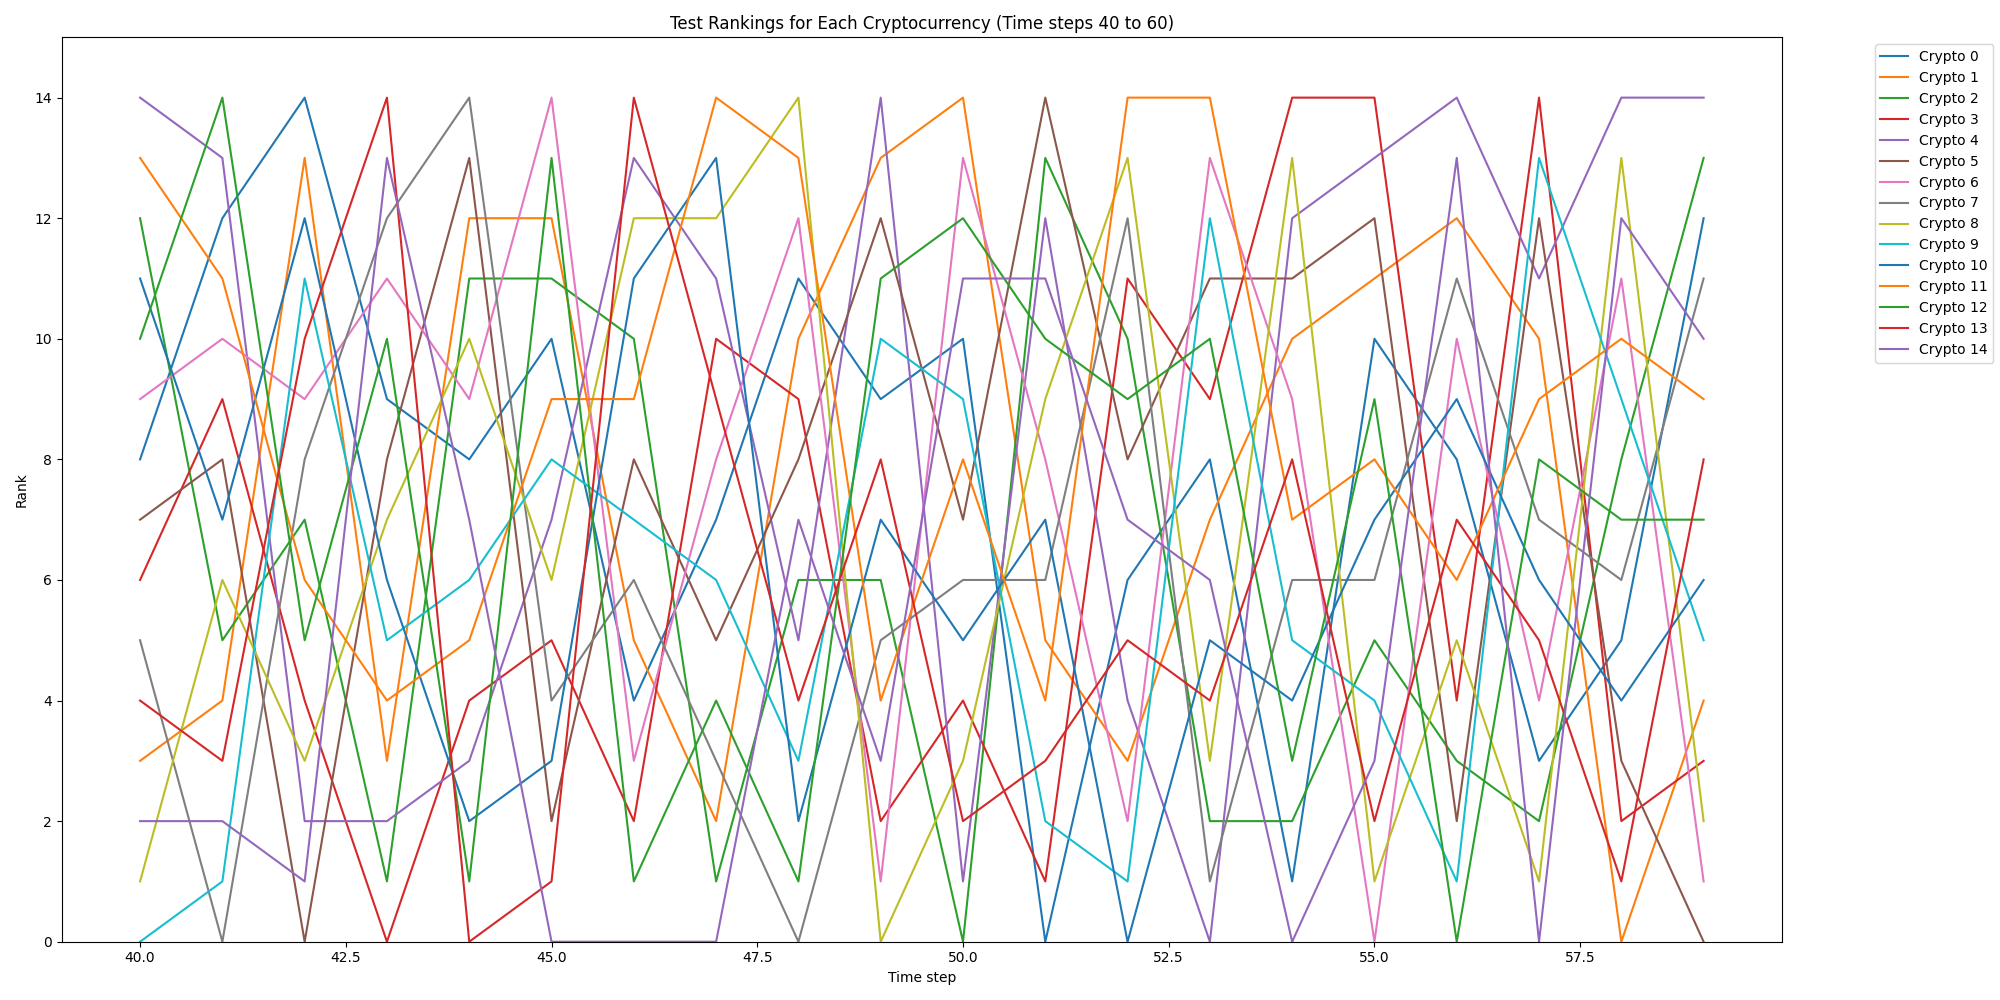 Test Rankings for Each Cryptocurrency (Time steps 40 to 60)
Rank
14
12
10
8
6
4
2
0
40.0 42.5 45.0 47.5 50.0 52.5 55.0 57.5
Time step
Crypto 0
Crypto 1
Crypto 2
Crypto 3
Crypto 4
Crypto 5
Crypto 6
Crypto 7
Crypto 8
Crypto 9
Crypto 10
Crypto 11
Crypto 12
Crypto 13
Crypto 14